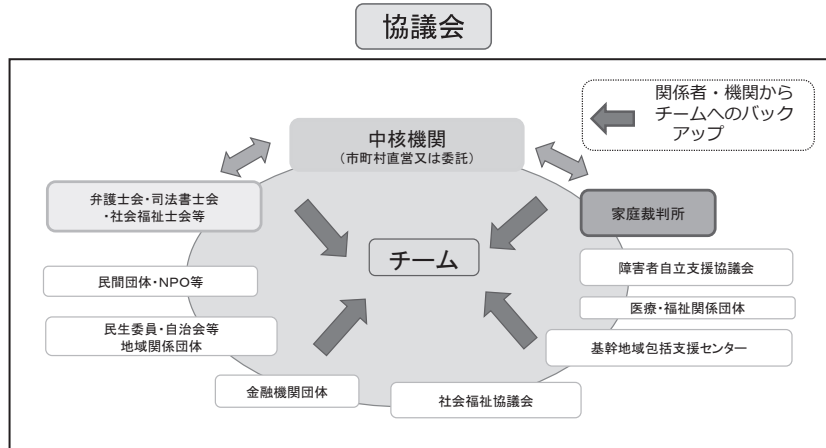 協議会
関係者・機関から
チームへのバック
アップ
中核機関
（市町村直営又は委託）
弁護士会・司法書士会
・社会福祉士会等
家庭裁判所
チーム
障害者自立支援協議会
民間団体・NPO等
医療・福祉関係団体
民生委員・自治会等
地域関係団体
基幹地域包括支援センター
金融機関団体
社会福祉協議会